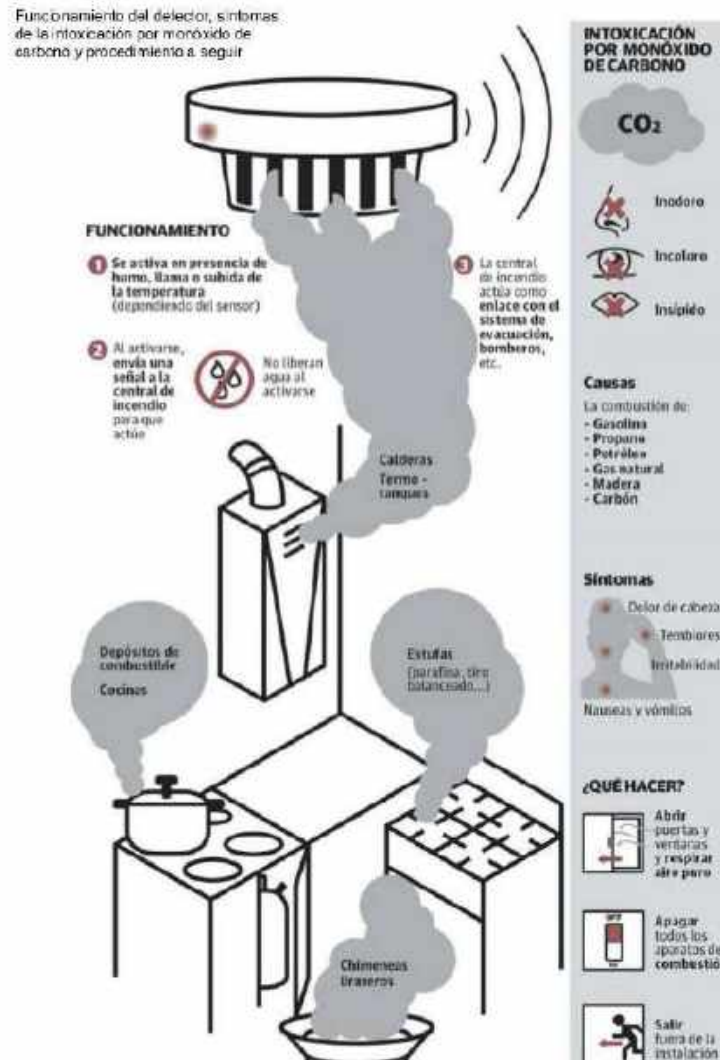 Funcionamiento del detector, síntomas
de la intoxicación por monóxido de
carbono y procedimiento a seguir
FUNCIONAMIENTO
1 Se activa en presencia de
humo, llama o subida de
la temperatura
(dependiendo del sensor)
2 Al activarse,
envía una
señal a la
central de
incendio
para que
actúe
No liberan
agua al
activarse
3 La central
de incendio
actúa como
enlace con el
sistema de
evacuación,
bomberos,
etc.
Calderas
Termo -
tanques
Depósitos de
combustible
Cocinas
Estufas
(parafina, tiro
balanceado...)
Chimeneas
Braseros
INTOXICACIÓN
POR MONÓXIDO
DE CARBONO
CO₂
Inodoro
Incoloro
Insípido
Causas
La combustión de:
- Gasolina
- Propano
- Petróleo
- Gas natural
- Madera
- Carbón
Síntomas
Dolor de cabeza
Temblores
Irritabilidad
Nauseas y vómitos
¿QUÉ HACER?
Abrir
puertas y
ventanas
y respirar
aire puro
OFF
Apagar
todos los
aparatos de
combustió
Salir
fuera de la
instalación